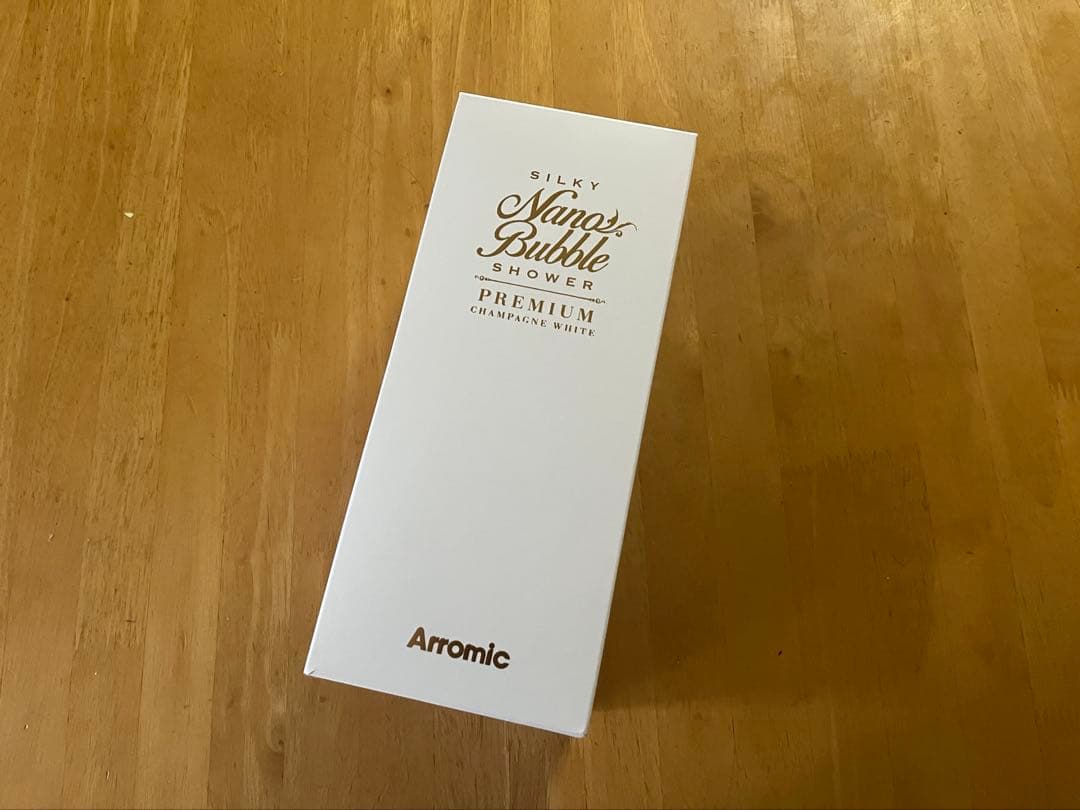 SILKY
Nano
Bubble
SHOWER
PREMIUM
CHAMPAGNE WHITE
Arromic